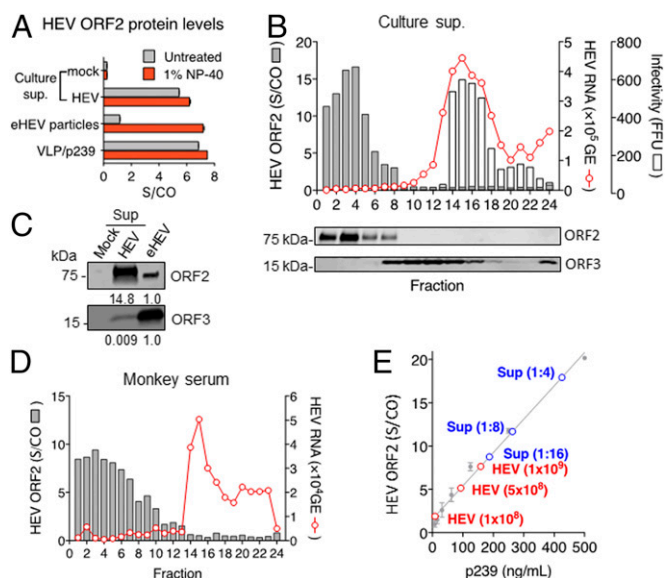 A
HEV ORF2 protein levels
Untreated
1% NP-40
Culture
sup.
mock
HEV
eHEV particles
VLP/p239
0 2 4 6 8
S/CO
B
Culture sup.
HEV ORF2 (S/CO )
20
15
10
5
0
HEV RNA (×10⁵GE )
5
4
3
2
1
0
Infectivity (FFU )
800
600
400
200
0
2 4 6 8 10 12 14 16 18 20 22 24
75 kDa-
ORF2
15 kDa-
ORF3
Fraction
C
Sup
Mock
HEV
eHEV
kDa
75
ORF2
14.8 1.0
15
ORF3
0.009 1.0
D
Monkey serum
HEV ORF2 (S/CO )
15
10
5
0
HEV RNA (×10⁴GE )
6
5
4
3
2
1
0
0 2 4 6 8 10 12 14 16 18 20 22 24
Fraction
E
HEV ORF2 (S/CO)
20
15
10
5
0
Sup (1:4)
Sup (1:8)
Sup (1:16)
HEV (1x10⁹)
HEV (5x10⁸)
HEV (1x10⁸)
0 100 200 300 400 500
p239 (ng/mL)